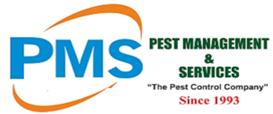 PMS
PEST MANAGEMENT
&
SERVICES
"The Pest Control Company"
Since 1993